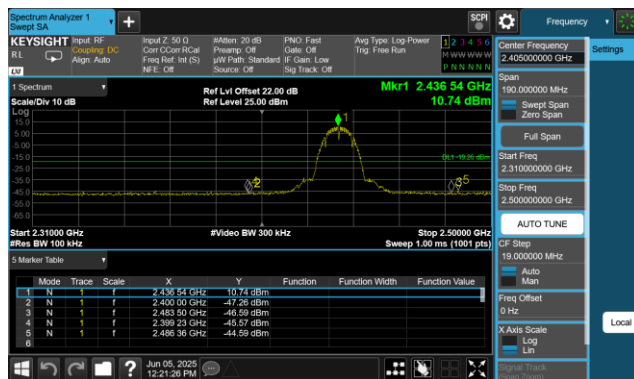 Spectrum Analyzer 1
Swept SA
SCPI
Frequency
Settings
KEYSIGHT
RL
Input: RF
Coupling: DC
Align: Auto
Input Z: 50 Ω
Corr CCorr RCal
Freq Ref: Int (S)
NFE: Off
#Atten: 20 dB
Preamp: Off
µW Path: Standard
Source: Off
PNO: Fast
Gate: Off
IF Gain: Low
Sig Track: Off
Avg Type: Log-Power
Trig: Free Run
1 2 3 4 5 6
M W W W W W
P N N N N N
1 Spectrum
Scale/Div 10 dB
Ref Lvl Offset 22.00 dB
Ref Level 25.00 dBm
Mkr1 2.436 54 GHz
10.74 dBm
Log
15.0
5.00
-5.00
-15.0
-25.0
-35.0
-45.0
-55.0
-65.0
1
DL1 -19.26 dBm
2
5
Start 2.31000 GHz
#Res BW 100 kHz
#Video BW 300 kHz
Stop 2.50000 GHz
Sweep 1.00 ms (1001 pts)
5 Marker Table
Mode Trace Scale X Y Function Function Width Function Value
1 N 1 f 2.436 54 GHz 10.74 dBm
2 N 1 f 2.400 00 GHz -47.26 dBm
3 N 1 f 2.483 50 GHz -46.59 dBm
4 N 1 f 2.399 23 GHz -45.57 dBm
5 N 1 f 2.486 36 GHz -44.59 dBm
6
Center Frequency
2.405000000 GHz
Span
190.000000 MHz
Swept Span
Zero Span
Full Span
Start Freq
2.310000000 GHz
Stop Freq
2.500000000 GHz
AUTO TUNE
CF Step
19.000000 MHz
Auto
Man
Freq Offset
0 Hz
X Axis Scale
Log
Lin
Signal Track
(Span Zoom)
Local
?
Jun 05, 2025
12:21:26 PM